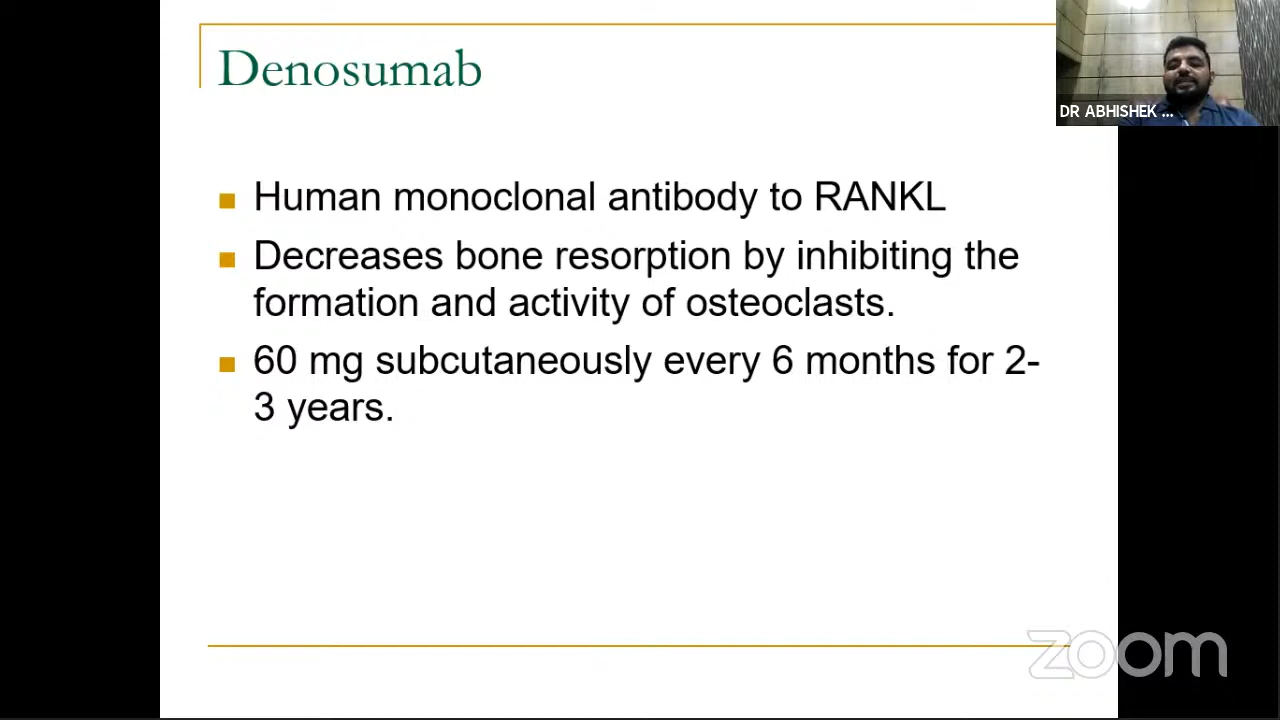 Denosumab
DR ABHISHEK ...
Human monoclonal antibody to RANKL
Decreases bone resorption by inhibiting the
formation and activity of osteoclasts.
60 mg subcutaneously every 6 months for 2-
3 years.
zoom